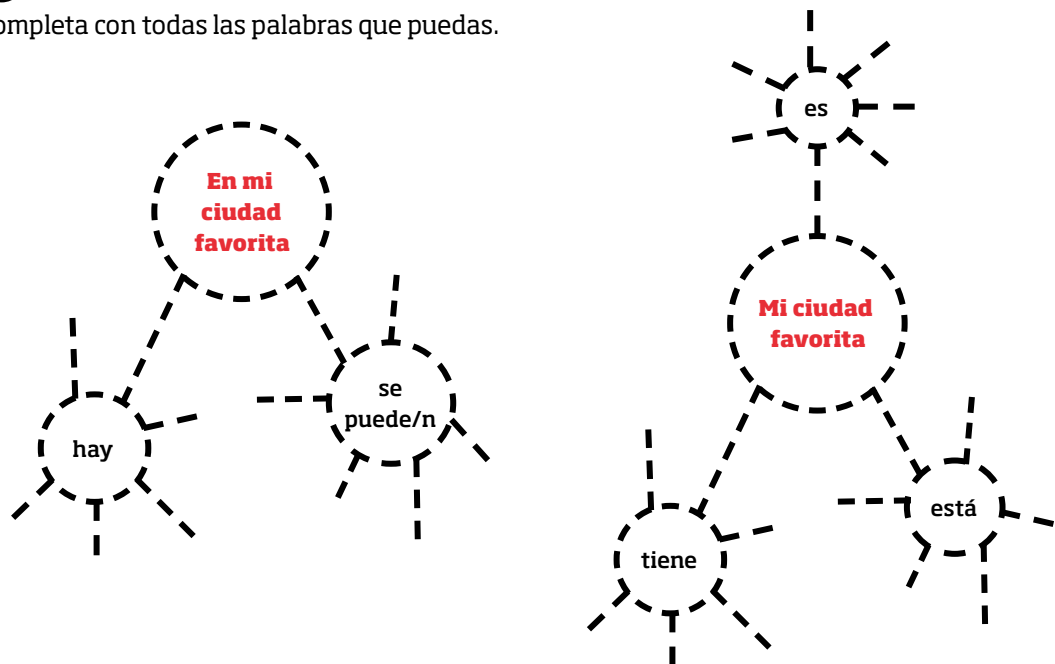 ompleta con todas las palabras que puedas.
En mi
ciudad
favorita
hay
se
puede/n
es
Mi ciudad
favorita
tiene
está